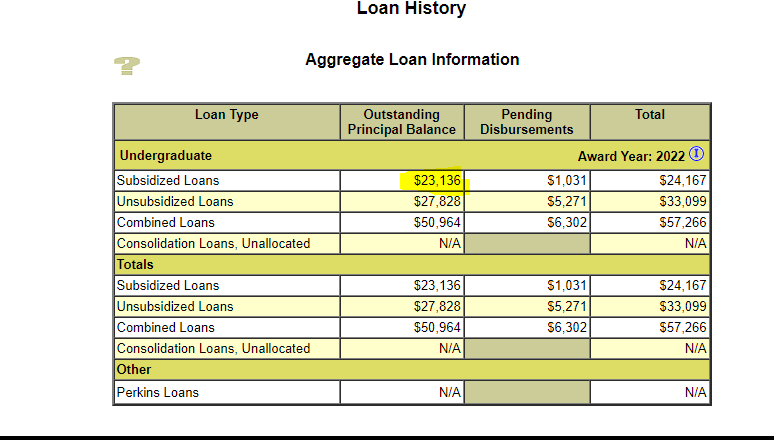 Loan History
Aggregate Loan Information
?
Loan Type Outstanding Principal Balance Pending Disbursements Total
Undergraduate Award Year: 2022 i
Subsidized Loans $23,136 $1,031 $24,167
Unsubsidized Loans $27,828 $5,271 $33,099
Combined Loans $50,964 $6,302 $57,266
Consolidation Loans, Unallocated N/A N/A
Totals
Subsidized Loans $23,136 $1,031 $24,167
Unsubsidized Loans $27,828 $5,271 $33,099
Combined Loans $50,964 $6,302 $57,266
Consolidation Loans, Unallocated N/A N/A
Other
Perkins Loans N/A N/A